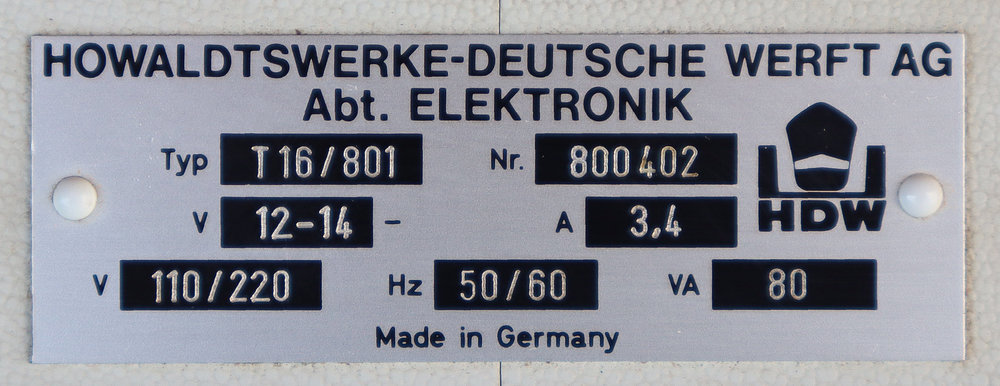 HOWALDTSWERKE-DEUTSCHE WERFT AG
Abt. ELEKTRONIK
Typ T16/801 Nr. 800402
V 12-14 - A 3,4
HDW
V 110/220 Hz 50/60 VA 80
Made in Germany